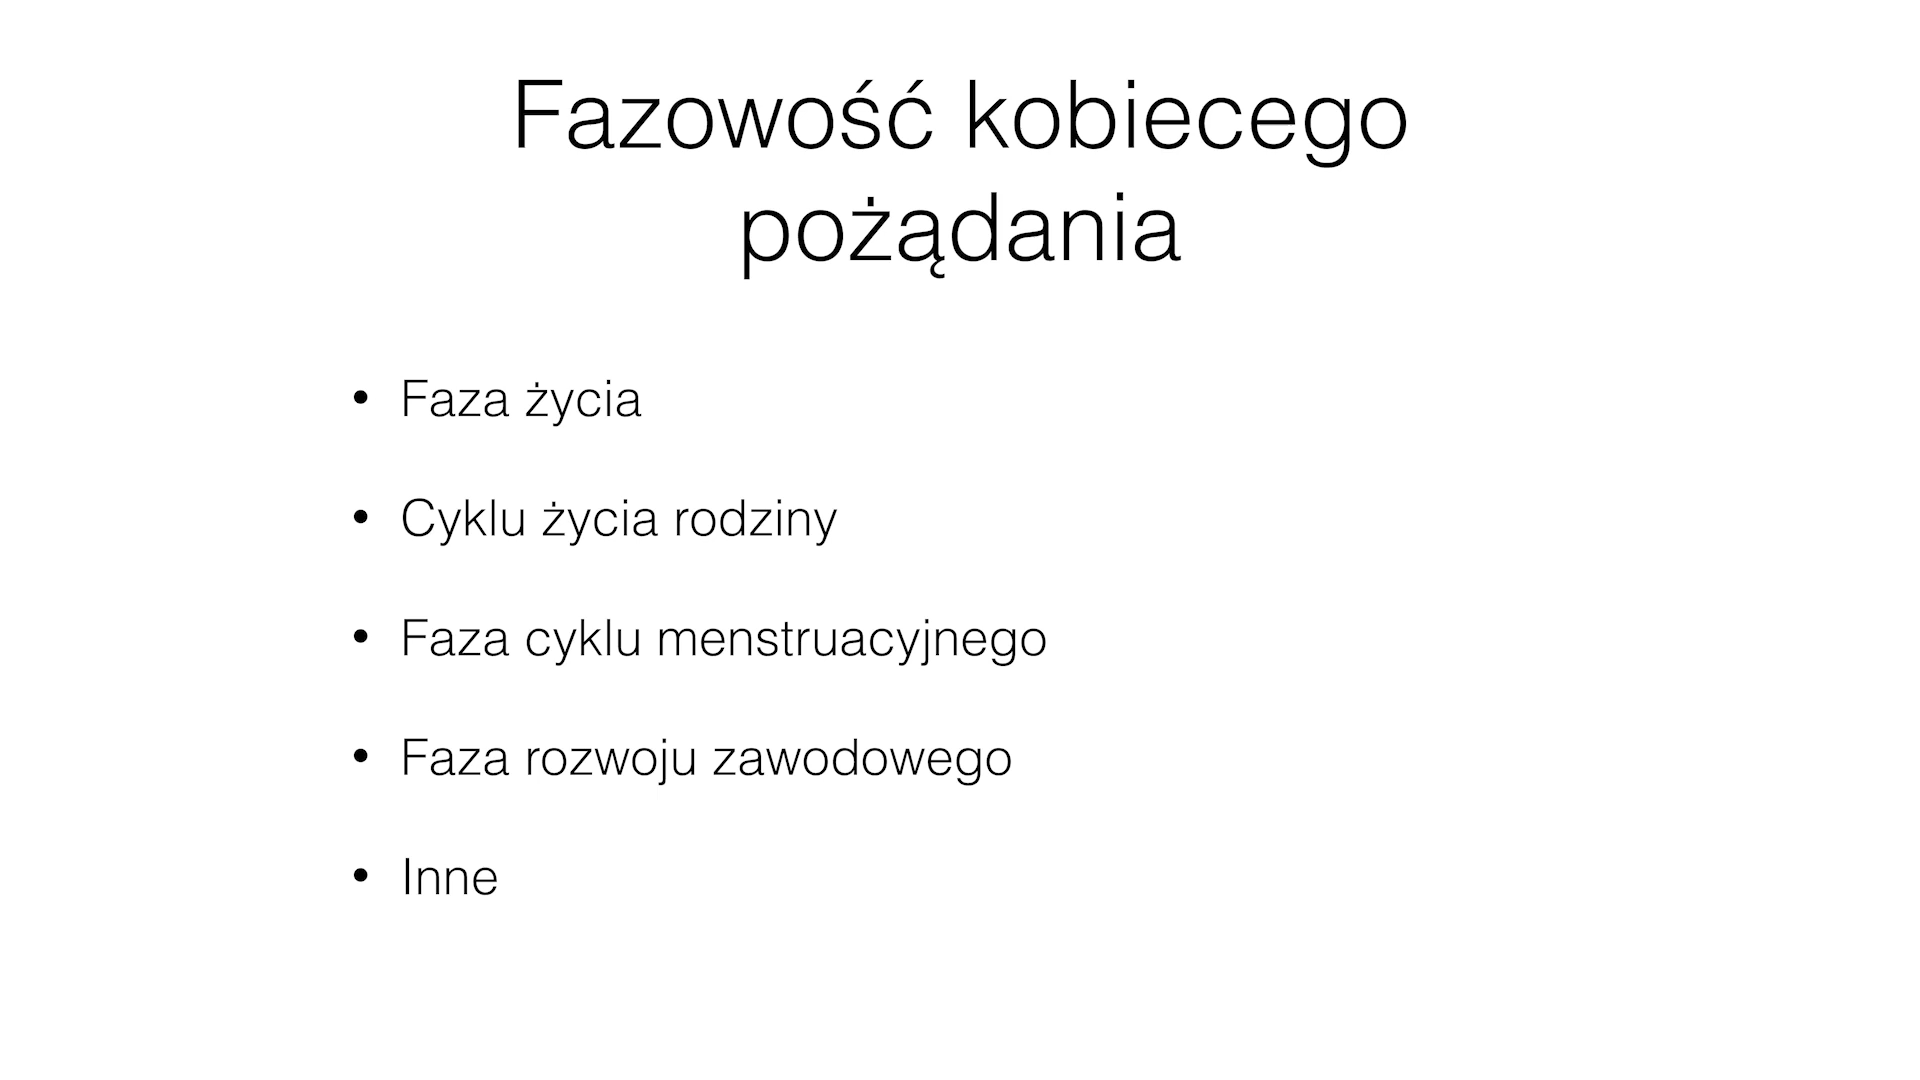 Fazowość kobiecego
pożądania
• Faza życia
• Cyklu życia rodziny
• Faza cyklu menstruacyjnego
• Faza rozwoju zawodowego
• Inne